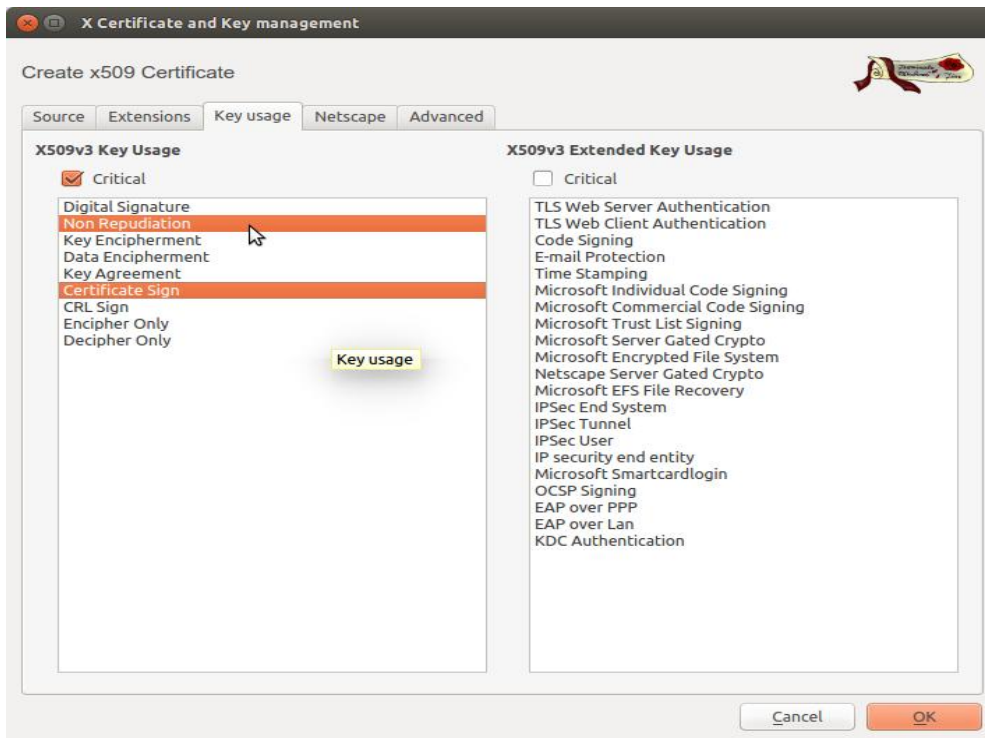 X Certificate and Key management
Create x509 Certificate
Source Extensions Key usage Netscape Advanced
X509v3 Key Usage
Critical
Digital Signature
Non Repudiation
Key Encipherment
Data Encipherment
Key Agreement
Certificate Sign
CRL Sign
Encipher Only
Decipher Only
Key usage
X509v3 Extended Key Usage
Critical
TLS Web Server Authentication
TLS Web Client Authentication
Code Signing
E-mail Protection
Time Stamping
Microsoft Individual Code Signing
Microsoft Commercial Code Signing
Microsoft Trust List Signing
Microsoft Server Gated Crypto
Microsoft Encrypted File System
Netscape Server Gated Crypto
Microsoft EFS File Recovery
IPSec End System
IPSec Tunnel
IPSec User
IP security end entity
Microsoft Smartcardlogin
OCSP Signing
EAP over PPP
EAP over Lan
KDC Authentication
Cancel OK